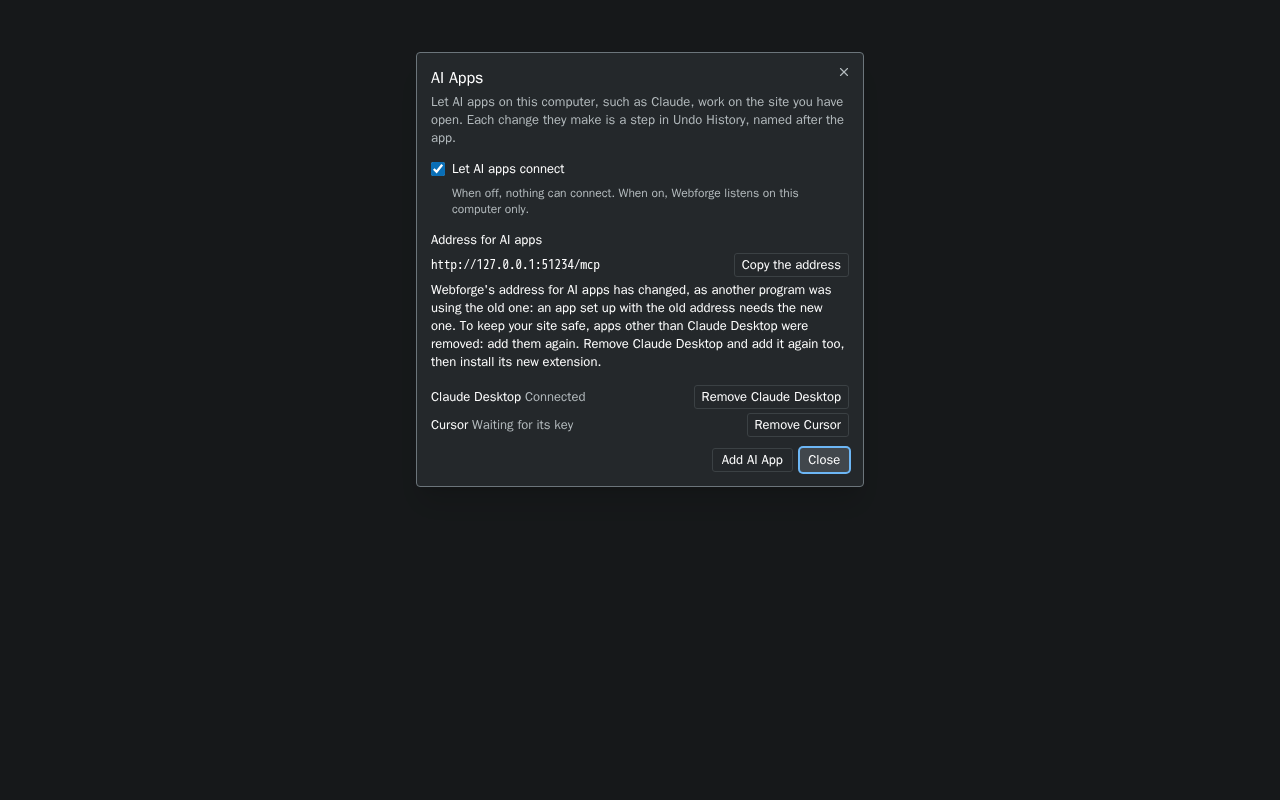 AI Apps
Let AI apps on this computer, such as Claude, work on the site you have
open. Each change they make is a step in Undo History, named after the
app.
Let AI apps connect
When off, nothing can connect. When on, Webforge listens on this
computer only.
Address for AI apps
http://127.0.0.1:51234/mcp
Copy the address
Webforge's address for AI apps has changed, as another program was
using the old one: an app set up with the old address needs the new
one. To keep your site safe, apps other than Claude Desktop were
removed: add them again. Remove Claude Desktop and add it again too,
then install its new extension.
Claude Desktop Connected
Remove Claude Desktop
Cursor Waiting for its key
Remove Cursor
Add AI App
Close